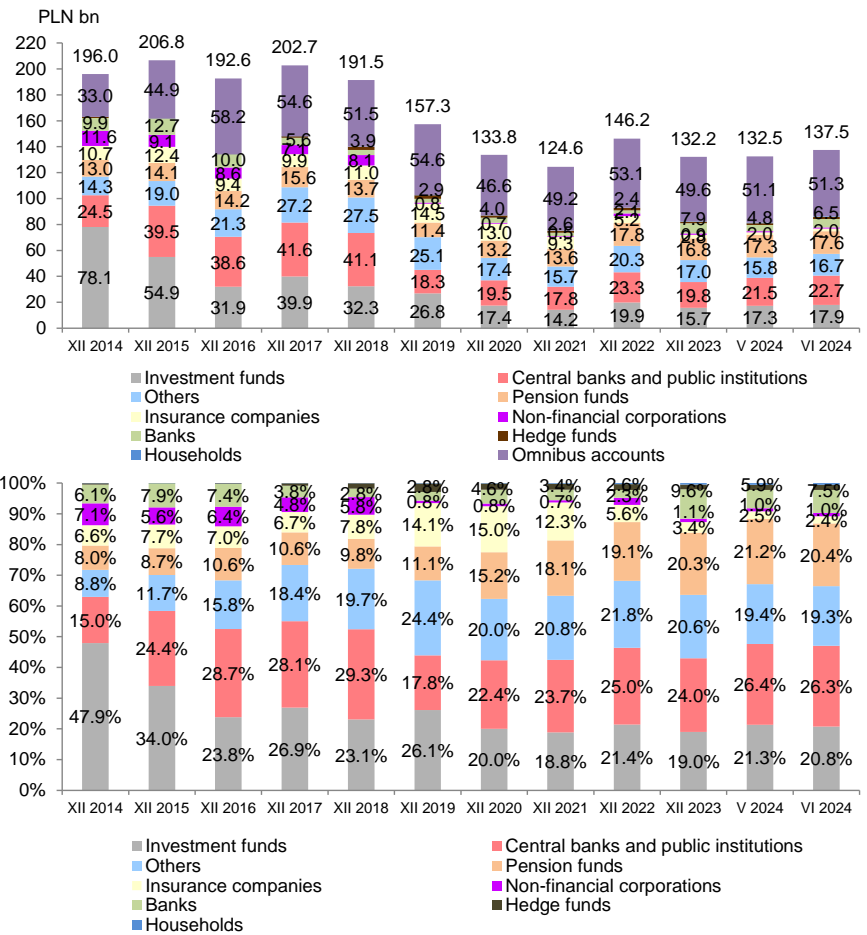 PLN bn
220
200
180
160
140
120
100
80
60
40
20
0
196.0 206.8 192.6 202.7 191.5 157.3 133.8 124.6 146.2 132.2 132.5 137.5
33.0 44.9 58.2 54.6 51.5 54.6 46.6 49.2 53.1 49.6 51.1 51.3
9.9 12.7 10.0 5.6 3.9 2.9 4.0 2.6 2.4 7.9 4.8 6.5
11.6 9.1 8.6 7.1 8.1 0.8 0.7 0.5 2.1 2.0 2.0
10.7 12.4 9.4 9.9 11.0 14.5 13.0 9.3 5.2 2.8
13.0 14.1 14.2 15.6 13.7 11.4 13.2 13.6 17.8 16.8 17.3 17.6
14.3 19.0 21.3 27.2 27.5 25.1 17.4 15.7 20.3 17.0 15.8 16.7
24.5 39.5 38.6 41.6 41.1 18.3 19.5 17.8 23.3 19.8 21.5 22.7
78.1 54.9 31.9 39.9 32.3 26.8 17.4 14.2 19.9 15.7 17.3 17.9
XII 2014 XII 2015 XII 2016 XII 2017 XII 2018 XII 2019 XII 2020 XII 2021 XII 2022 XII 2023 V 2024 VI 2024
Investment funds Central banks and public institutions
Others Pension funds
Insurance companies Non-financial corporations
Banks Hedge funds
Households Omnibus accounts
100%
90%
80%
70%
60%
50%
40%
30%
20%
10%
0%
6.1% 7.9% 7.4% 3.8% 2.8% 2.8% 4.6% 3.4% 2.6% 9.6% 5.9% 7.5%
7.1% 5.6% 6.4% 4.8% 5.8% 0.8% 0.8% 0.7% 2.3% 1.1% 1.0% 1.0%
6.6% 7.7% 7.0% 6.7% 7.8% 14.1% 15.0% 12.3% 5.6% 3.4% 2.5% 2.4%
8.0% 8.7% 10.6% 10.6% 9.8% 11.1% 15.2% 18.1% 19.1% 20.3% 21.2% 20.4%
8.8% 11.7% 15.8% 18.4% 19.7% 24.4% 20.0% 20.8% 21.8% 20.6% 19.4% 19.3%
15.0% 24.4% 28.7% 28.1% 29.3% 17.8% 22.4% 23.7% 25.0% 24.0% 26.4% 26.3%
47.9% 34.0% 23.8% 26.9% 23.1% 26.1% 20.0% 18.8% 21.4% 19.0% 21.3% 20.8%
XII 2014 XII 2015 XII 2016 XII 2017 XII 2018 XII 2019 XII 2020 XII 2021 XII 2022 XII 2023 V 2024 VI 2024
Investment funds Central banks and public institutions
Others Pension funds
Insurance companies Non-financial corporations
Banks Hedge funds
Households